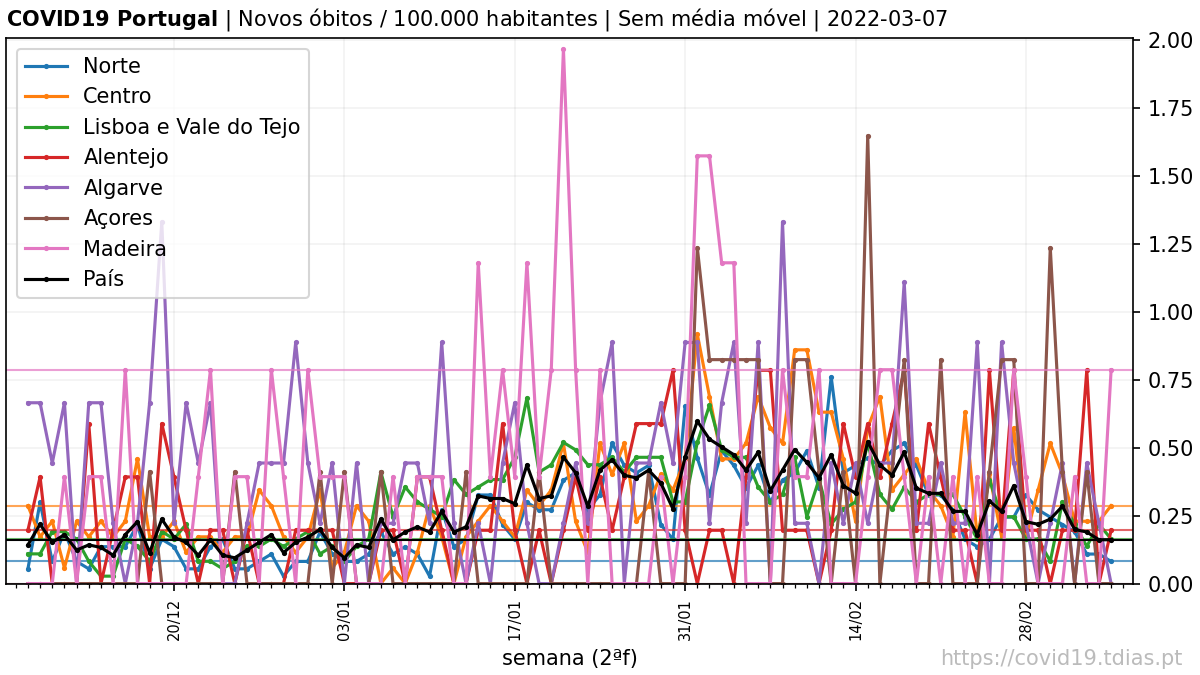 COVID19 Portugal | Novos óbitos / 100.000 habitantes | Sem média móvel | 2022-03-07
Norte
Centro
Lisboa e Vale do Tejo
Alentejo
Algarve
Açores
Madeira
País
2.00
1.75
1.50
1.25
1.00
0.75
0.50
0.25
0.00
20/12
03/01
17/01
31/01
14/02
28/02
semana (2ªf)
https://covid19.tdias.pt